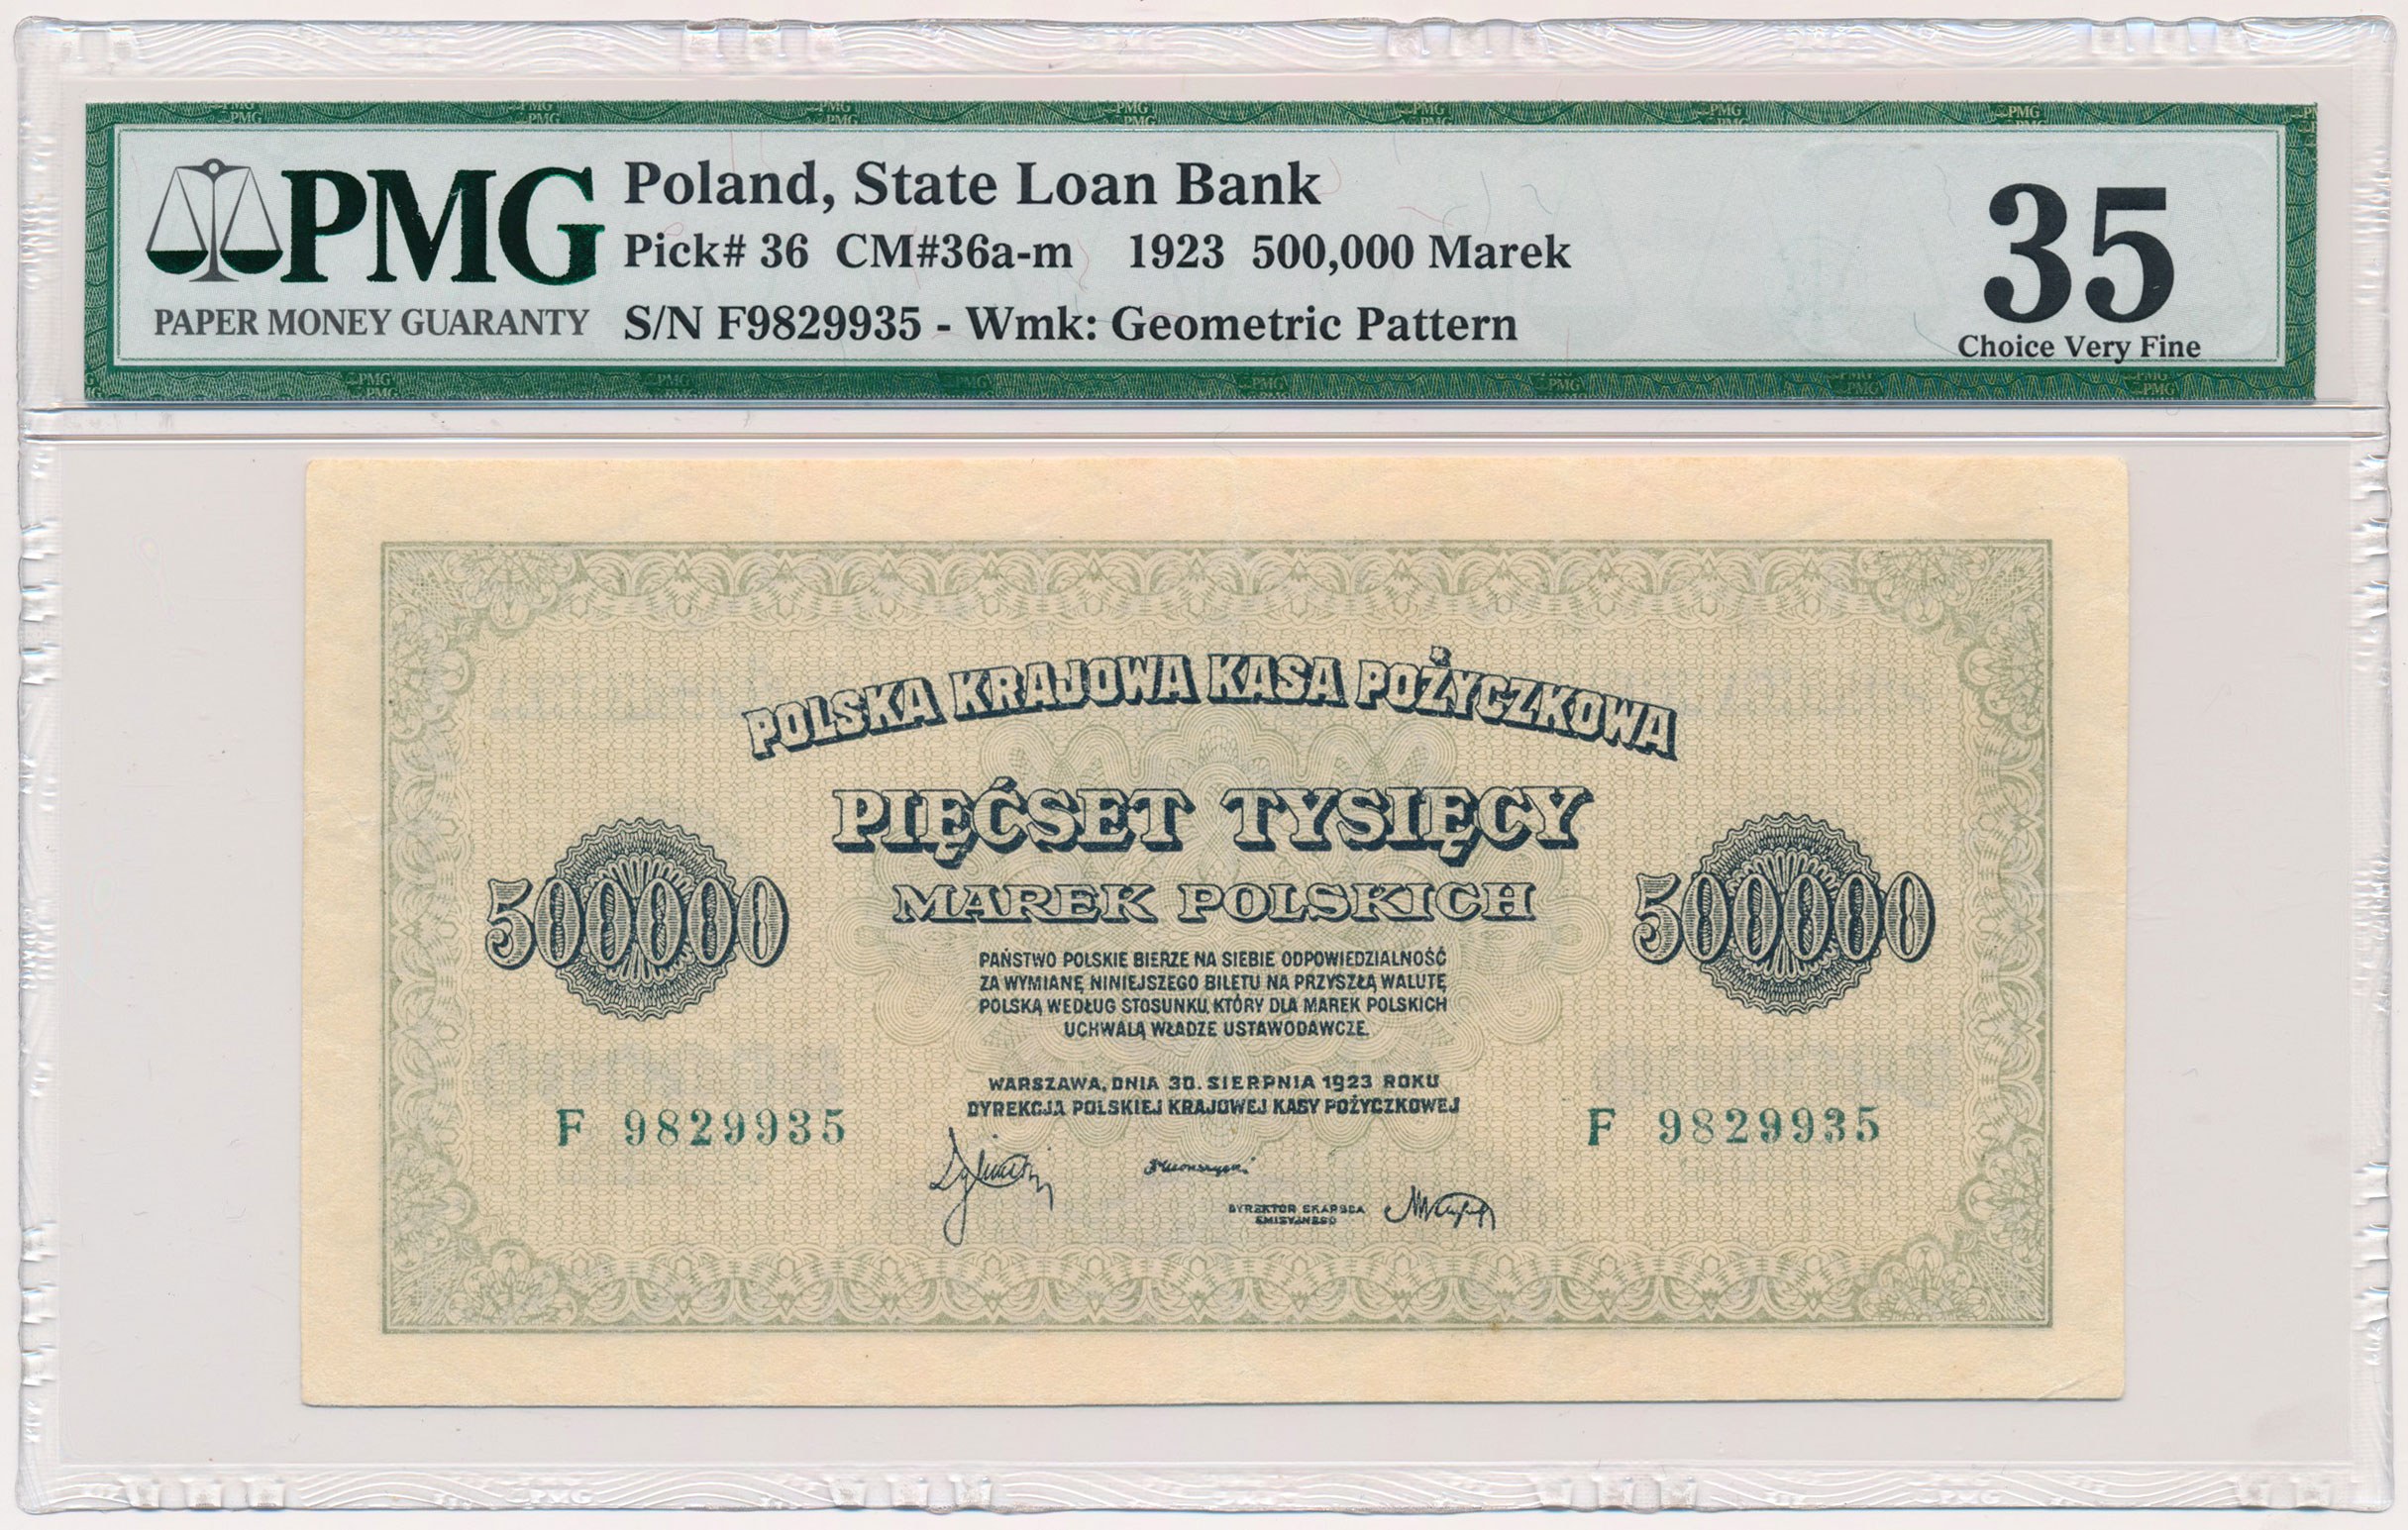 PMG
PAPER MONEY GUARANTY
Poland, State Loan Bank
Pick# 36 CM#36a-m 1923 500,000 Marek
S/N F9829935 - Wmk: Geometric Pattern
35
Choice Very Fine
POLSKA KRAJOWA KASA POŻYCZKOWA
PIĘĆSET TYSIĘCY
MAREK POLSKICH
500000
500000
PAŃSTWO POLSKIE BIERZE NA SIEBIE ODPOWIEDZIALNOŚĆ
ZA WYMIANĘ NINIEJSZEGO BILETU NA PRZYSZŁĄ WALUTĘ
POLSKĄ WEDŁUG STOSUNKU, KTÓRY DLA MAREK POLSKICH
UCHWALĄ WŁADZE USTAWODAWCZE.
WARSZAWA, DNIA 30. SIERPNIA 1923 ROKU
DYREKCJA POLSKIEJ KRAJOWEJ KASY POŻYCZKOWEJ
F 9829935
F 9829935
DYREKTOR SKARBCA
EMISYJNEGO